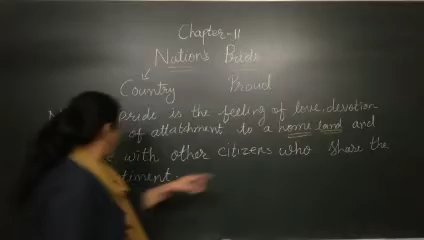 Chapter-11
Nation's Pride
Country Proud
pride is the feeling of love, devotion
of attatchment to a home land and
with other citizens who share the
timent.